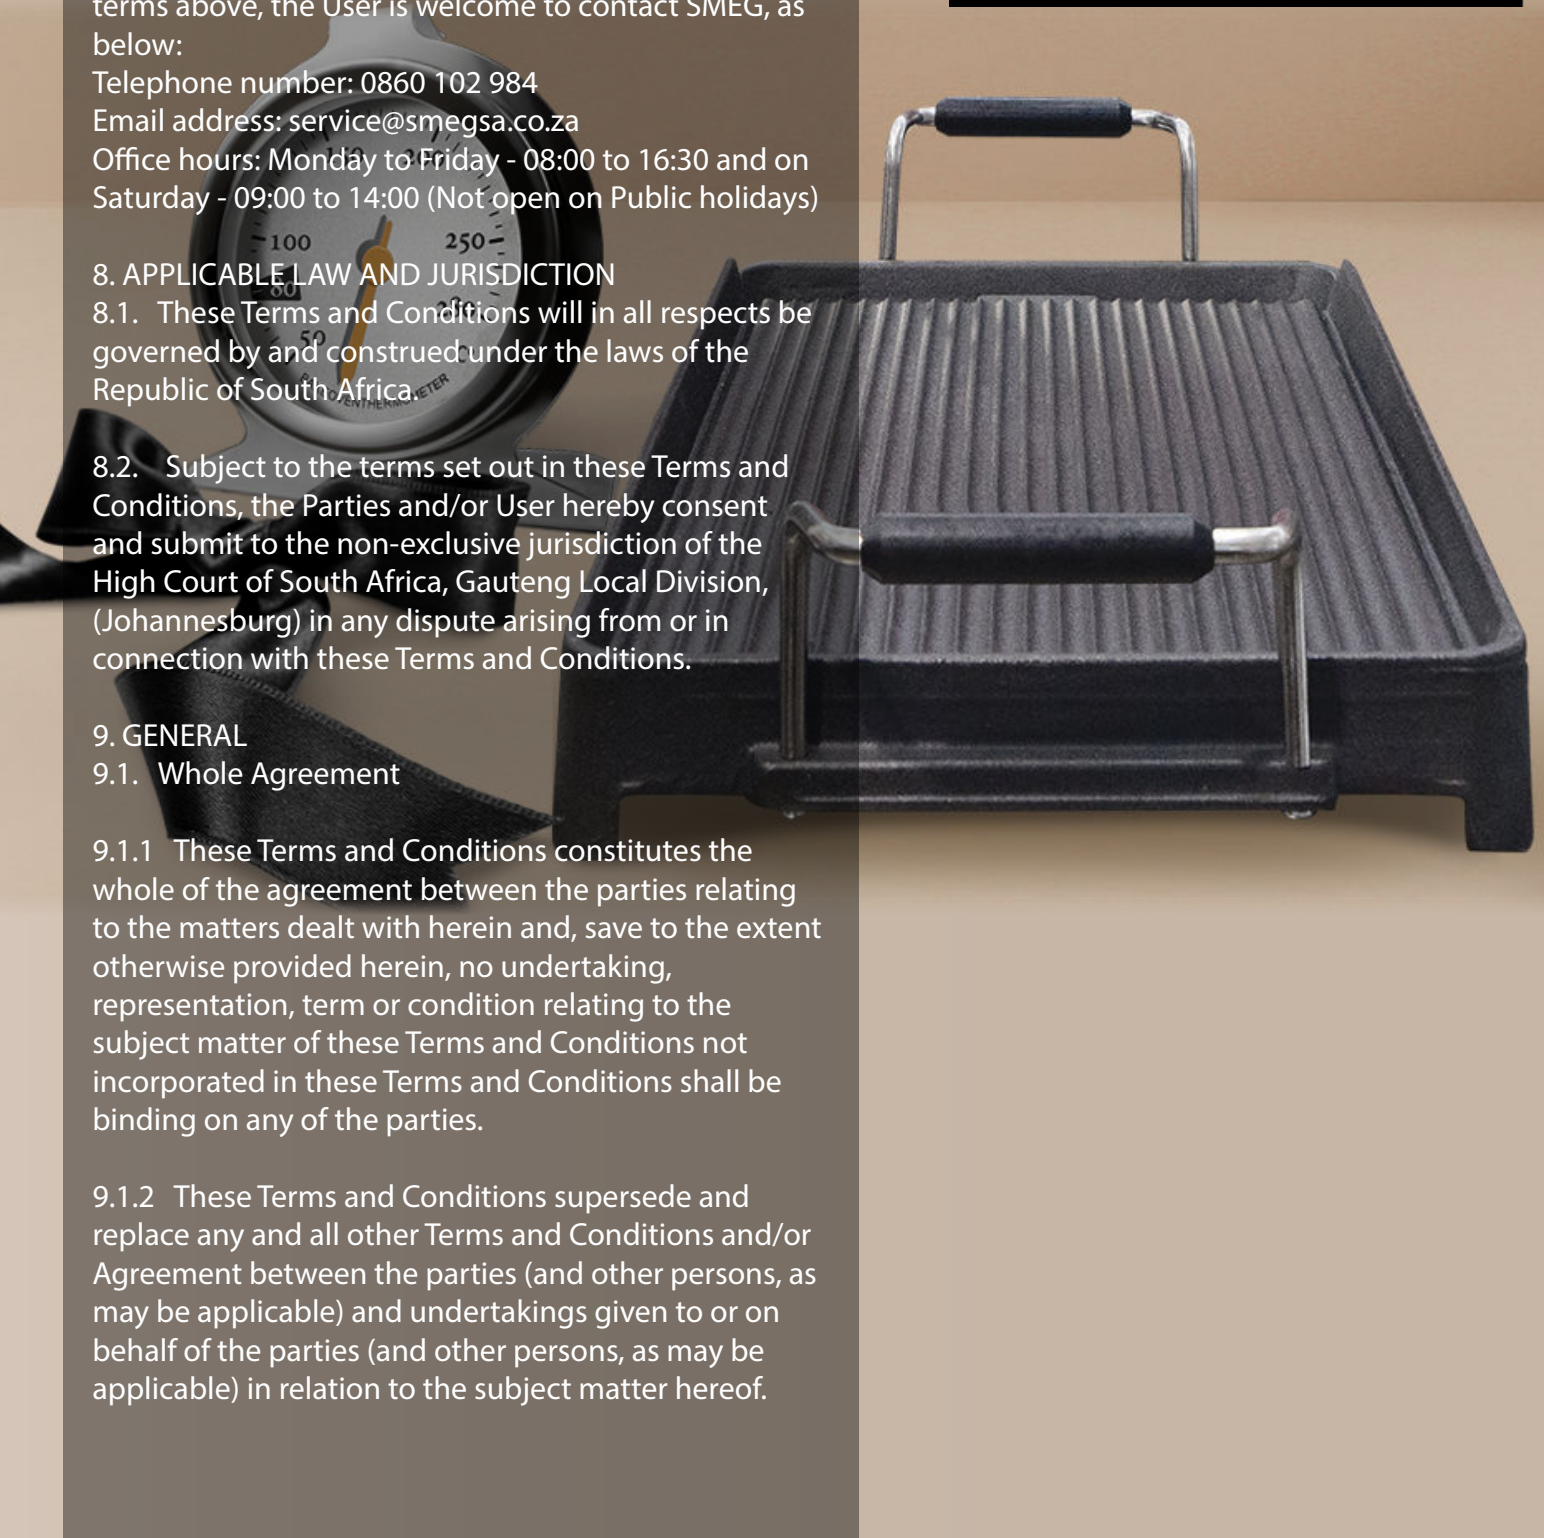 terms above, the User is welcome to contact SMEG, as
below:
Telephone number: 0860 102 984
Email address: service@smegsa.co.za
Office hours: Monday to Friday - 08:00 to 16:30 and on
Saturday - 09:00 to 14:00 (Not open on Public holidays)
8. APPLICABLE LAW AND JURISDICTION
8.1. These Terms and Conditions will in all respects be
governed by and construed under the laws of the
Republic of South Africa.
8.2. Subject to the terms set out in these Terms and
Conditions, the Parties and/or User hereby consent
and submit to the non-exclusive jurisdiction of the
High Court of South Africa, Gauteng Local Division,
(Johannesburg) in any dispute arising from or in
connection with these Terms and Conditions.
9. GENERAL
9.1. Whole Agreement
9.1.1 These Terms and Conditions constitutes the
whole of the agreement between the parties relating
to the matters dealt with herein and, save to the extent
otherwise provided herein, no undertaking,
representation, term or condition relating to the
subject matter of these Terms and Conditions not
incorporated in these Terms and Conditions shall be
binding on any of the parties.
9.1.2 These Terms and Conditions supersede and
replace any and all other Terms and Conditions and/or
Agreement between the parties (and other persons, as
may be applicable) and undertakings given to or on
behalf of the parties (and other persons, as may be
applicable) in relation to the subject matter hereof.
100
250
50